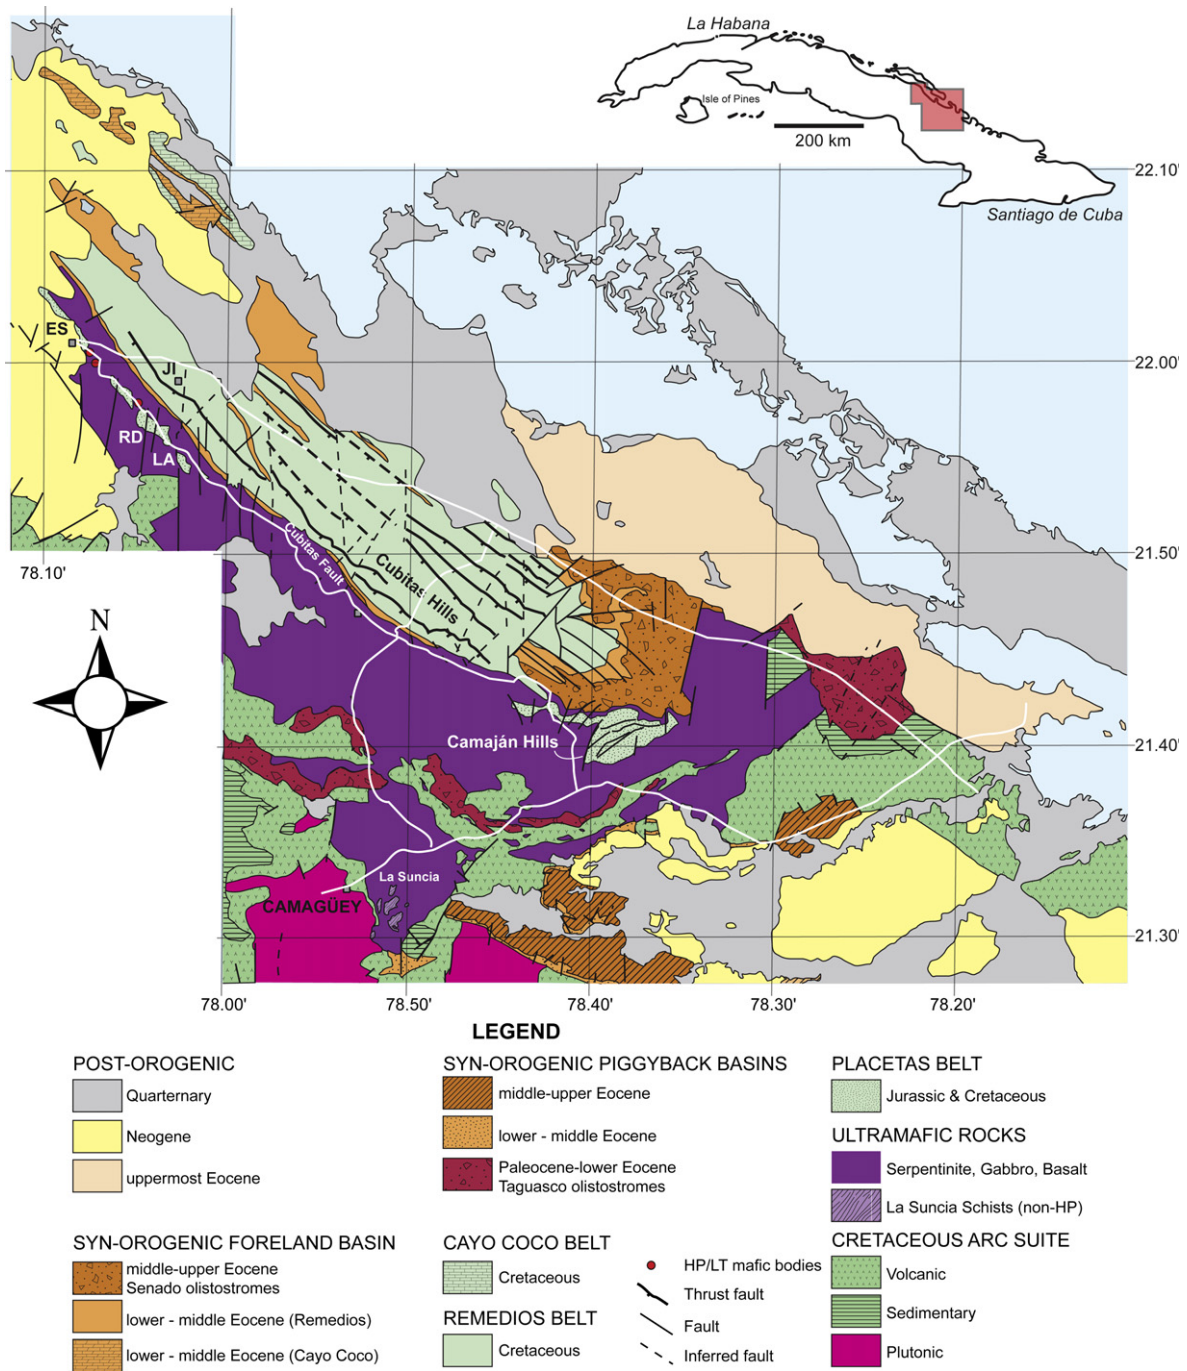 La Habana
Isle of Pines
200 km
Santiago de Cuba
22.10'
22.00'
21.50'
21.40'
21.30'
ES
JI
RD
LA
Cubitas Fault
Cubitas Hills
78.10'
N
Camaján Hills
La Suncia
CAMAGÜEY
78.00'
78.50'
78.40'
78.30'
78.20'
LEGEND
POST-OROGENIC
Quarternary
Neogene
uppermost Eocene
SYN-OROGENIC FORELAND BASIN
middle-upper Eocene
Senado olistostromes
lower - middle Eocene (Remedios)
lower - middle Eocene (Cayo Coco)
SYN-OROGENIC PIGGYBACK BASINS
middle-upper Eocene
lower - middle Eocene
Paleocene-lower Eocene
Taguasco olistostromes
CAYO COCO BELT
Cretaceous
REMEDIOS BELT
Cretaceous
HP/LT mafic bodies
Thrust fault
Fault
Inferred fault
PLACETAS BELT
Jurassic & Cretaceous
ULTRAMAFIC ROCKS
Serpentinite, Gabbro, Basalt
La Suncia Schists (non-HP)
CRETACEOUS ARC SUITE
Volcanic
Sedimentary
Plutonic